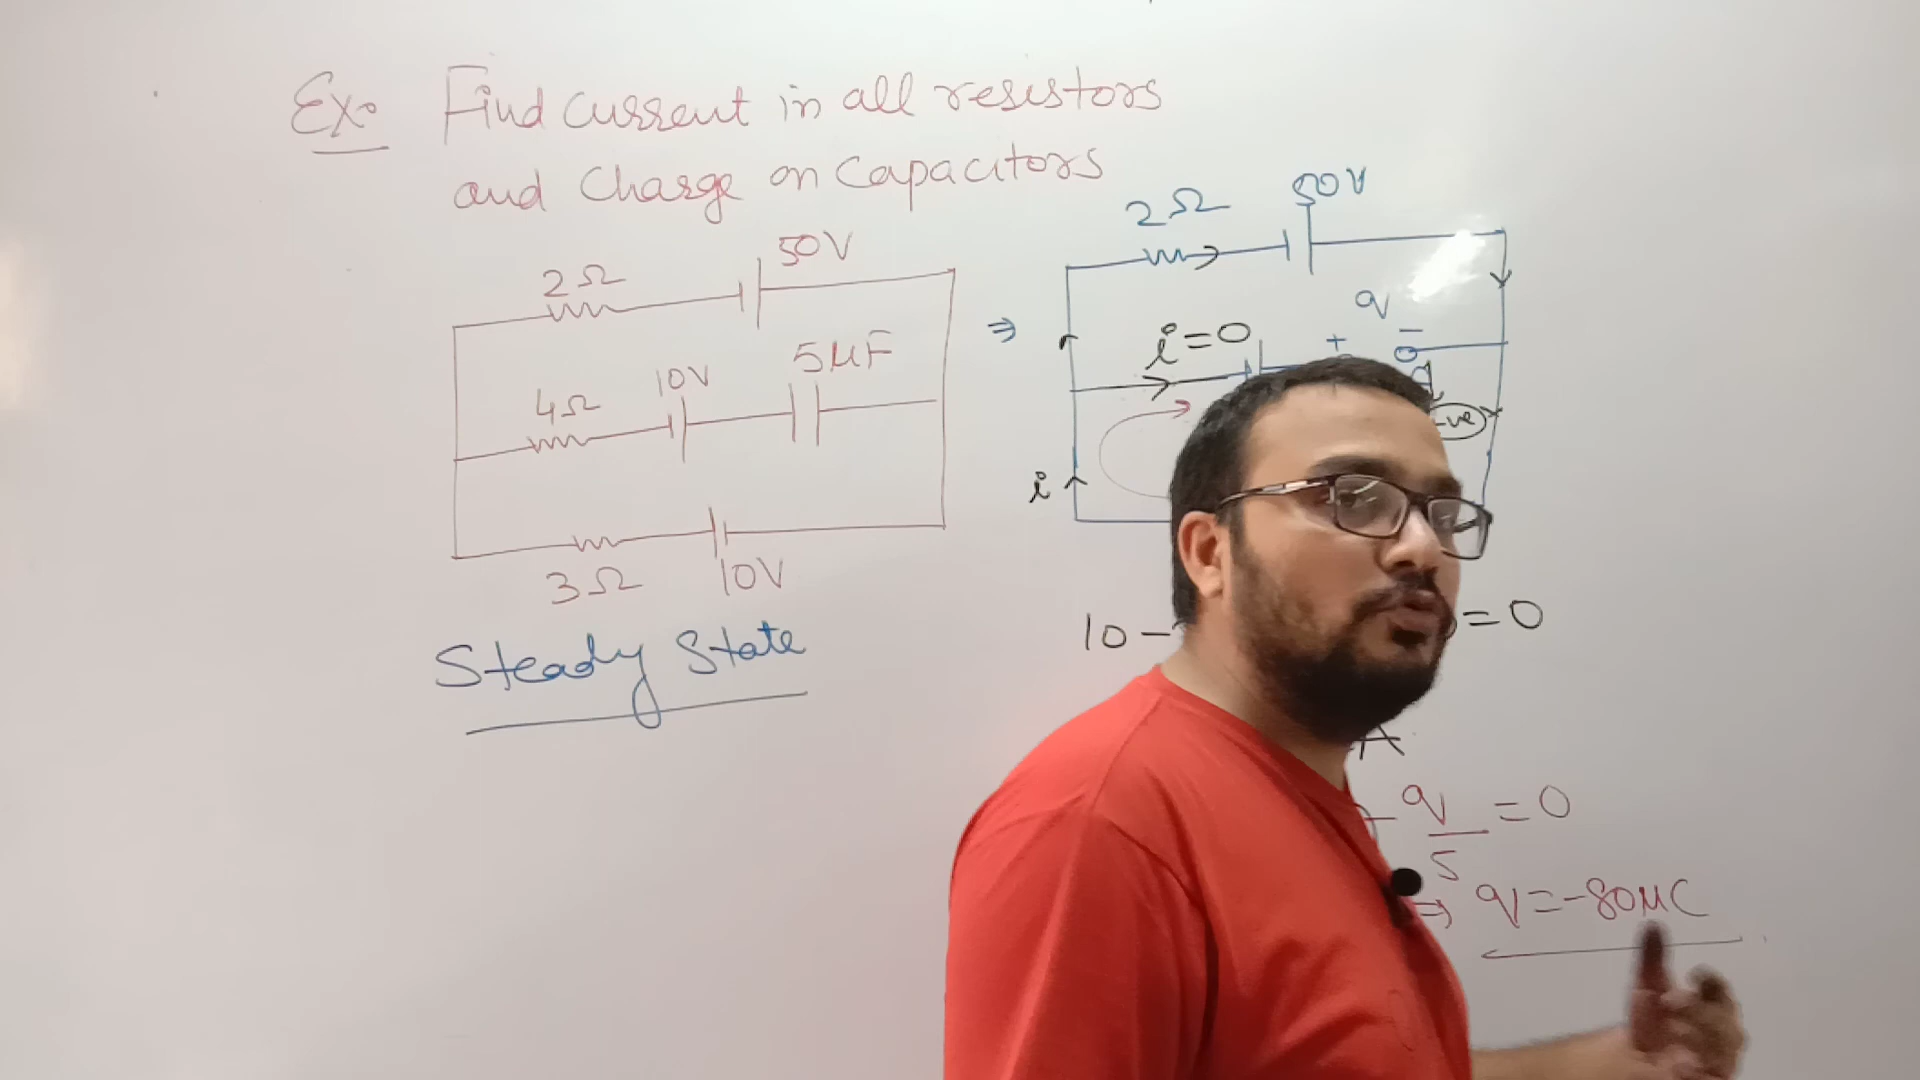 Ex: Find current in all resistors
and Charge on Capacitors
2Ω 50V
4Ω 10V 5μF
3Ω 10V
Steady State
⇒ 2Ω 50V
q
i=0 + -
-ve
i
10 - =0
A
q/5 =0
⇒ q=-80μC